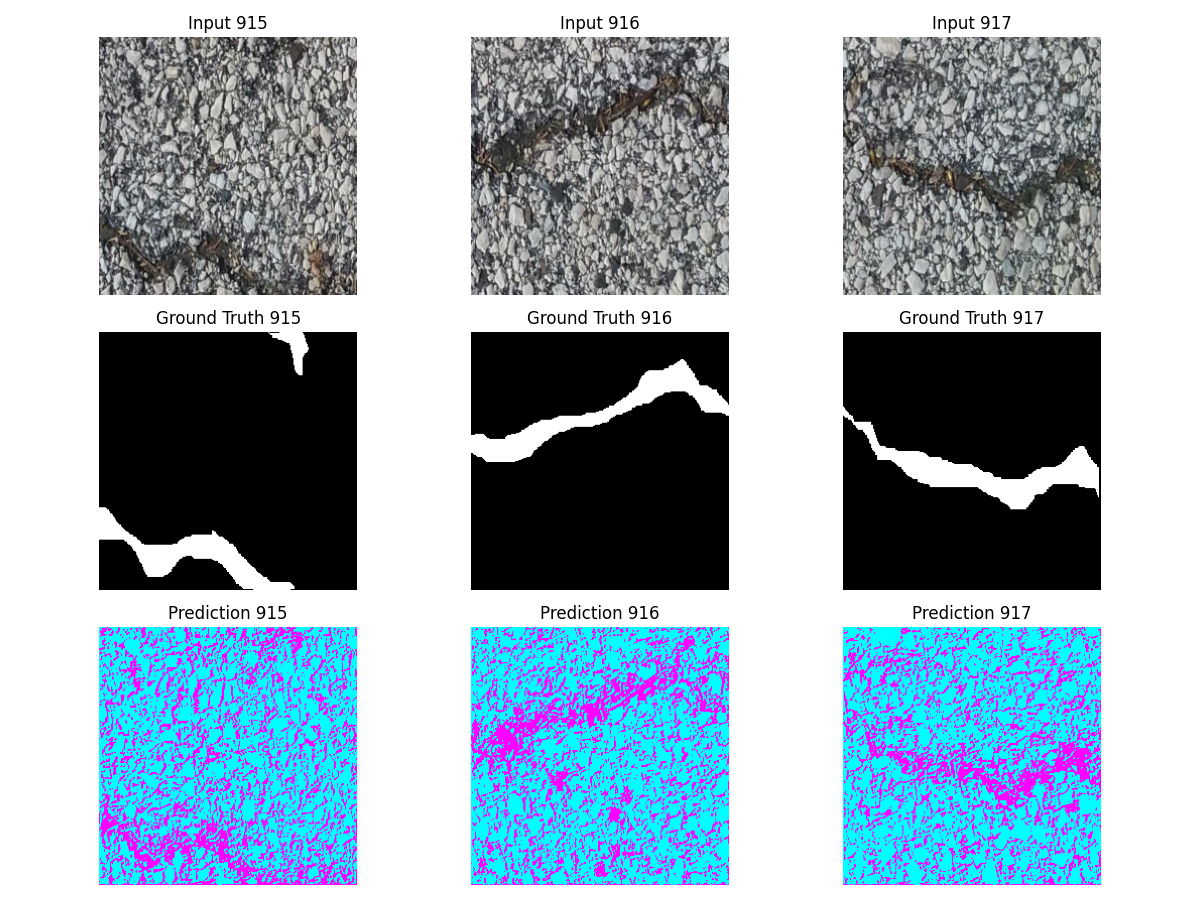 Input 915
Input 916
Input 917
Ground Truth 915
Ground Truth 916
Ground Truth 917
Prediction 915
Prediction 916
Prediction 917